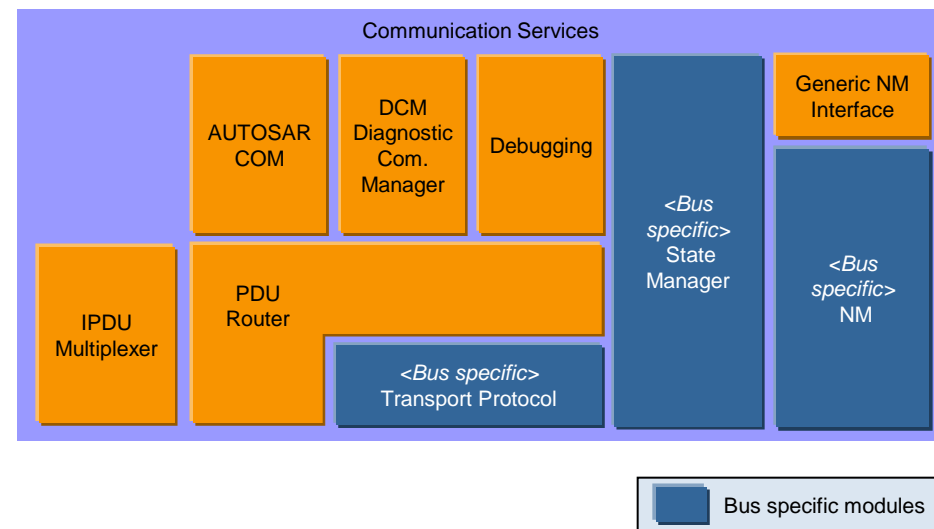 Communication Services
AUTOSAR
COM
DCM
Diagnostic
Com.
Manager
Debugging
<Bus
specific>
State
Manager
Generic NM
Interface
<Bus
specific>
NM
IPDU
Multiplexer
PDU
Router
<Bus specific>
Transport Protocol
Bus specific modules